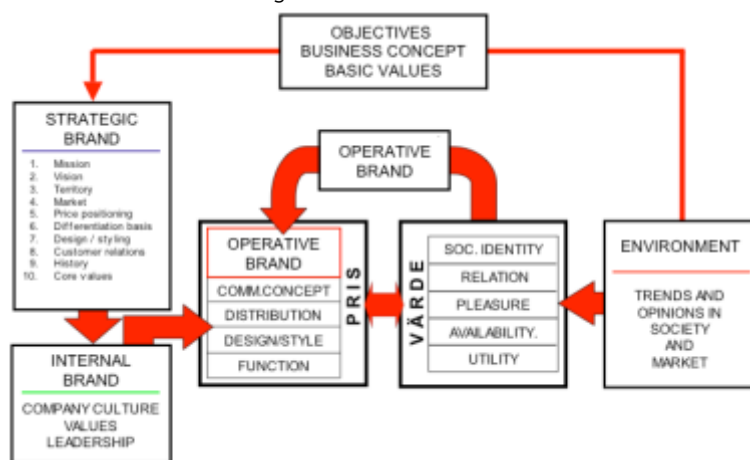 OBJECTIVES
BUSINESS CONCEPT
BASIC VALUES
STRATEGIC
BRAND
1. Mission
2. Vision
3. Territory
4. Market
5. Price positioning
6. Differentiation basis
7. Design / styling
8. Customer relations
9. History
10. Core values
OPERATIVE
BRAND
OPERATIVE
BRAND
COMM.CONCEPT
DISTRIBUTION
DESIGN/STYLE
FUNCTION
PRIS
VÄRDE
SOC. IDENTITY
RELATION
PLEASURE
AVAILABILITY.
UTILITY
ENVIRONMENT
TRENDS AND
OPINIONS IN
SOCIETY
AND
MARKET
INTERNAL
BRAND
COMPANY CULTURE
VALUES
LEADERSHIP